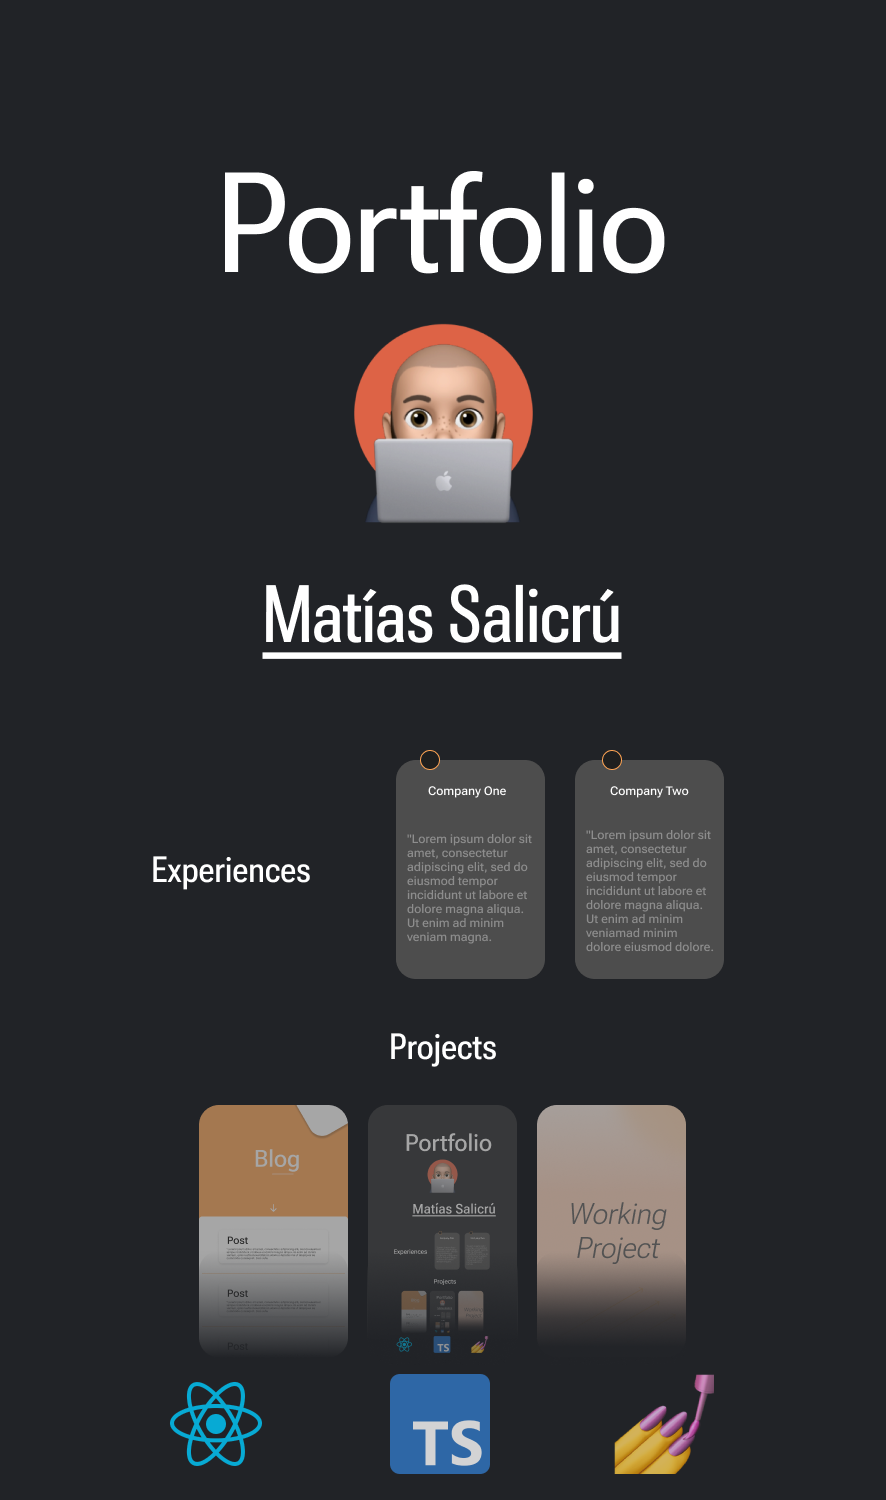 Portfolio
Matías Salicrú
Experiences
Company One
"Lorem ipsum dolor sit
amet, consectetur
adipiscing elit, sed do
eiusmod tempor
incididunt ut labore et
dolore magna aliqua.
Ut enim ad minim
veniam magna.
Company Two
"Lorem ipsum dolor sit
amet, consectetur
adipiscing elit, sed do
eiusmod tempor
incididunt ut labore et
dolore magna aliqua.
Ut enim ad minim
veniamad minim
dolore eiusmod dolore.
Projects
Blog
Post
Post
Post
Portfolio
Matías Salicrú
Experiences
Projects
TS
Working
Project
TS